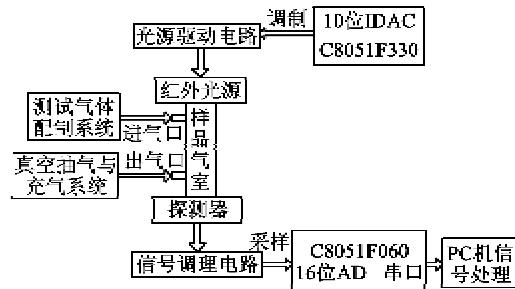 调制
10位IDAC
C8051F330
光源驱动电路
红外光源
测试气体
配制系统
进气口
样品气室
真空抽气与
充气系统
出气口
探测器
信号调理电路
采样
C8051F060
16位AD 串口
PC机信
号处理